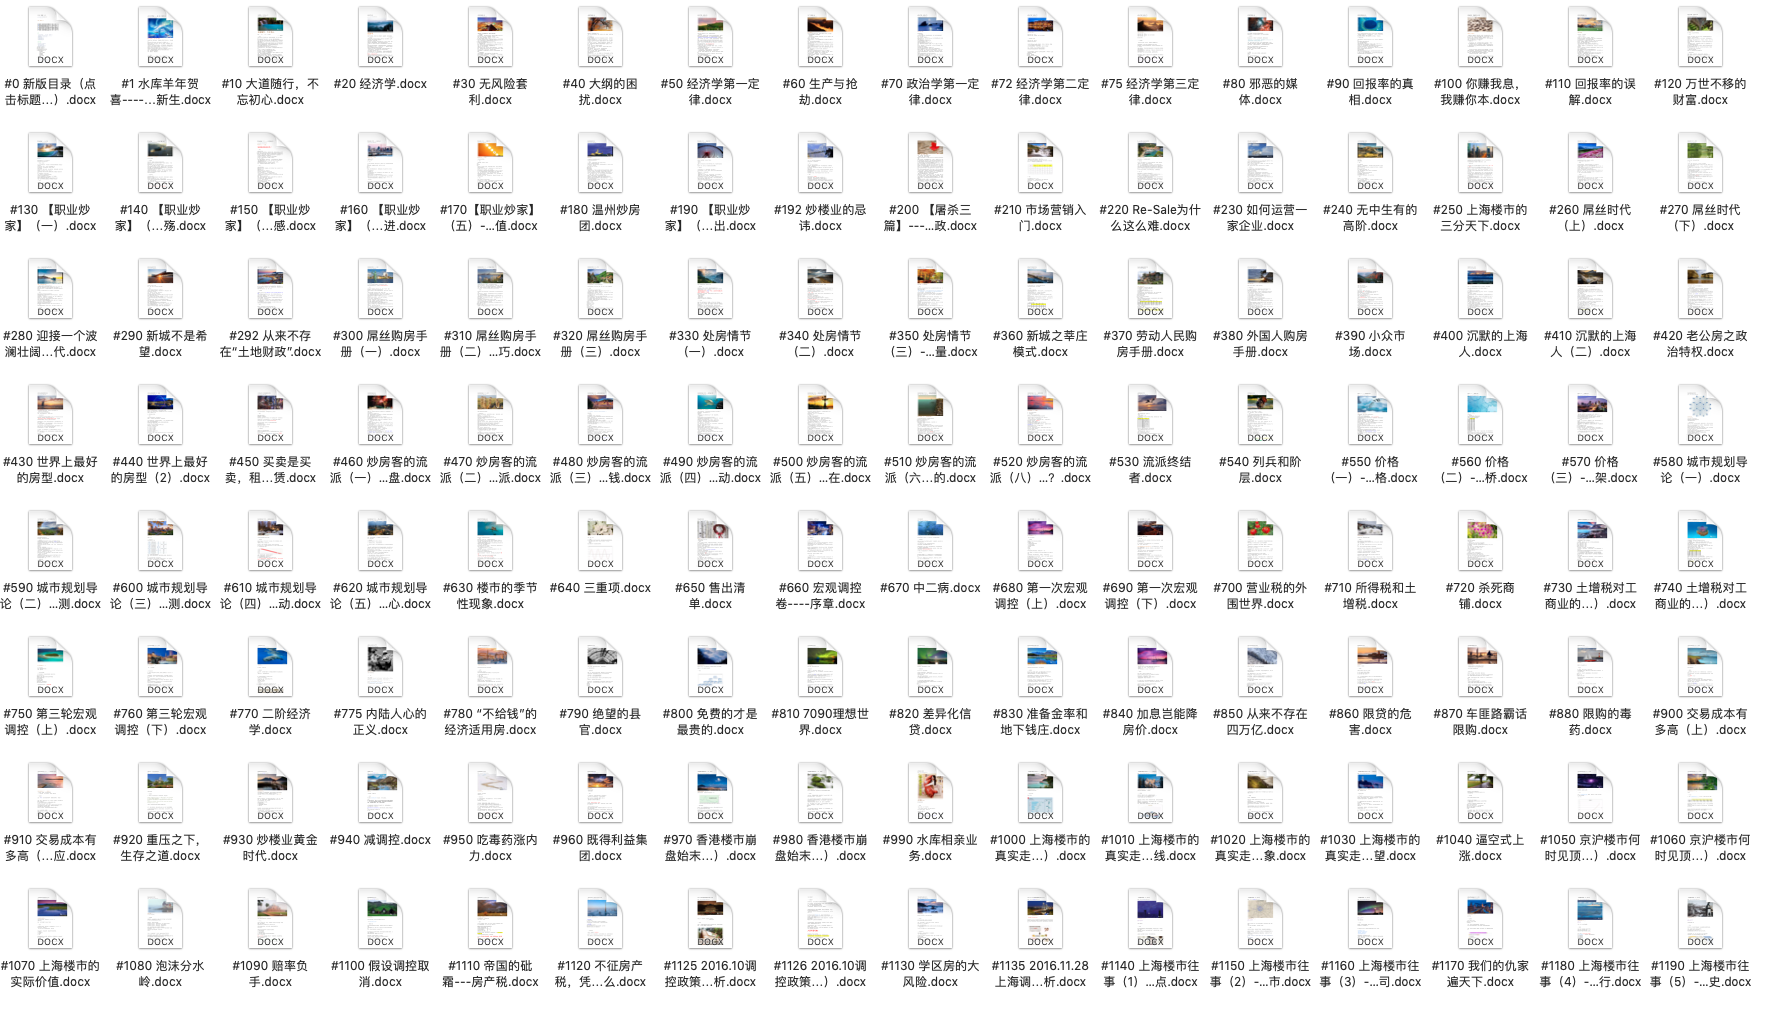 DOCX DOCX DOCX DOCX DOCX DOCX DOCX DOCX DOCX DOCX DOCX DOCX DOCX DOCX DOCX DOCX
#0 新版目录（点 #1 水库羊年贺 #10 大道随行，不 #20 经济学.docx #30 无风险套 #40 大纲的困 #50 经济学第一定 #60 生产与抢 #70 政治学第一定 #72 经济学第二定 #75 经济学第三定 #80 邪恶的媒 #90 回报率的真 #100 你赚我息， #110 回报率的误 #120 万世不移的
击标题...）.docx 喜----...新生.docx 忘初心.docx 利.docx 扰.docx 律.docx 劫.docx 律.docx 律.docx 律.docx 体.docx 相.docx 我赚你本.docx 解.docx 财富.docx
DOCX DOCX DOCX DOCX DOCX DOCX DOCX DOCX DOCX DOCX DOCX DOCX DOCX DOCX DOCX DOCX
#130 【职业炒 #140 【职业炒 #150 【职业炒 #160 【职业炒 #170【职业炒家】 #180 温州炒房 #190 【职业炒 #192 炒楼业的忌 #200 【屠杀三 #210 市场营销入 #220 Re-Sale为什 #230 如何运营一 #240 无中生有的 #250 上海楼市的 #260 屌丝时代 #270 屌丝时代
家】（一）.docx 家】（...殇.docx 家】（...感.docx 家】（...进.docx （五）-...值.docx 团.docx 家】（...出.docx 讳.docx 篇】---...政.docx 门.docx 么这么难.docx 家企业.docx 高阶.docx 三分天下.docx （上）.docx （下）.docx
DOCX DOCX DOCX DOCX DOCX DOCX DOCX DOCX DOCX DOCX DOCX DOCX DOCX DOCX DOCX DOCX
#280 迎接一个波 #290 新城不是希 #292 从来不存 #300 屌丝购房手 #310 屌丝购房手 #320 屌丝购房手 #330 处房情节 #340 处房情节 #350 处房情节 #360 新城之莘庄 #370 劳动人民购 #380 外国人购房 #390 小众市 #400 沉默的上海 #410 沉默的上海 #420 老公房之政
澜壮阔...代.docx 望.docx 在“土地财政”.docx 册（一）.docx 册（二）...巧.docx 册（三）.docx （一）.docx （二）.docx （三）-...量.docx 模式.docx 房手册.docx 手册.docx 场.docx 人.docx 人（二）.docx 治特权.docx
DOCX DOCX DOCX DOCX DOCX DOCX DOCX DOCX DOCX DOCX DOCX DOCX DOCX DOCX DOCX DOCX
#430 世界上最好 #440 世界上最好 #450 买卖是买 #460 炒房客的流 #470 炒房客的流 #480 炒房客的流 #490 炒房客的流 #500 炒房客的流 #510 炒房客的流 #520 炒房客的流 #530 流派终结 #540 列兵和阶 #550 价格 #560 价格 #570 价格 #580 城市规划导
的房型.docx 的房型（2）.docx 卖，租...赁.docx 派（一）...盘.docx 派（二）...派.docx 派（三）...钱.docx 派（四）...动.docx 派（五）...在.docx 派（六...的.docx 派（八）...？.docx 者.docx 层.docx （一）-...格.docx （二）-...桥.docx （三）-...架.docx 论（一）.docx
DOCX DOCX DOCX DOCX DOCX DOCX DOCX DOCX DOCX DOCX DOCX DOCX DOCX DOCX DOCX DOCX
#590 城市规划导 #600 城市规划导 #610 城市规划导 #620 城市规划导 #630 楼市的季节 #640 三重项.docx #650 售出清 #660 宏观调控 #670 中二病.docx #680 第一次宏观 #690 第一次宏观 #700 营业税的外 #710 所得税和土 #720 杀死商 #730 土增税对工 #740 土增税对工
论（二）...测.docx 论（三）...测.docx 论（四）...动.docx 论（五）...心.docx 性现象.docx 单.docx 卷----序章.docx 调控（上）.docx 调控（下）.docx 围世界.docx 增税.docx 铺.docx 商业的...）.docx 商业的...）.docx
DOCX DOCX DOCX DOCX DOCX DOCX DOCX DOCX DOCX DOCX DOCX DOCX DOCX DOCX DOCX DOCX
#750 第三轮宏观 #760 第三轮宏观 #770 二阶经济 #775 内陆人心的 #780 “不给钱”的 #790 绝望的县 #800 免费的才是 #810 7090理想世 #820 差异化信 #830 准备金率和 #840 加息岂能降 #850 从来不存在 #860 限贷的危 #870 车匪路霸话 #880 限购的毒 #900 交易成本有
调控（上）.docx 调控（下）.docx 学.docx 正义.docx 经济适用房.docx 官.docx 最贵的.docx 界.docx 贷.docx 地下钱庄.docx 房价.docx 四万亿.docx 害.docx 限购.docx 药.docx 多高（上）.docx
DOCX DOCX DOCX DOCX DOCX DOCX DOCX DOCX DOCX DOCX DOCX DOCX DOCX DOCX DOCX DOCX
#910 交易成本有 #920 重压之下， #930 炒楼业黄金 #940 减调控.docx #950 吃毒药涨内 #960 既得利益集 #970 香港楼市崩 #980 香港楼市崩 #990 水库相亲业 #1000 上海楼市的 #1010 上海楼市的 #1020 上海楼市的 #1030 上海楼市的 #1040 逼空式上 #1050 京沪楼市何 #1060 京沪楼市何
多高（...应.docx 生存之道.docx 时代.docx 力.docx 团.docx 盘始末...）.docx 盘始末...）.docx 务.docx 真实走...）.docx 真实走...线.docx 真实走...象.docx 真实走...望.docx 涨.docx 时见顶...）.docx 时见顶...）.docx
DOCX DOCX DOCX DOCX DOCX DOCX DOCX DOCX DOCX DOCX DOCX DOCX DOCX DOCX DOCX DOCX
#1070 上海楼市的 #1080 泡沫分水 #1090 赔率负 #1100 假设调控取 #1110 帝国的砒 #1120 不征房产 #1125 2016.10调 #1126 2016.10调 #1130 学区房的大 #1135 2016.11.28 #1140 上海楼市往 #1150 上海楼市往 #1160 上海楼市往 #1170 我们的仇家 #1180 上海楼市往 #1190 上海楼市往
实际价值.docx 岭.docx 手.docx 消.docx 霜---房产税.docx 税，凭...么.docx 控政策...析.docx 控政策...）.docx 风险.docx 上海调...析.docx 事（1）...点.docx 事（2）-...市.docx 事（3）-...司.docx 遍天下.docx 事（4）-...行.docx 事（5）-...史.docx